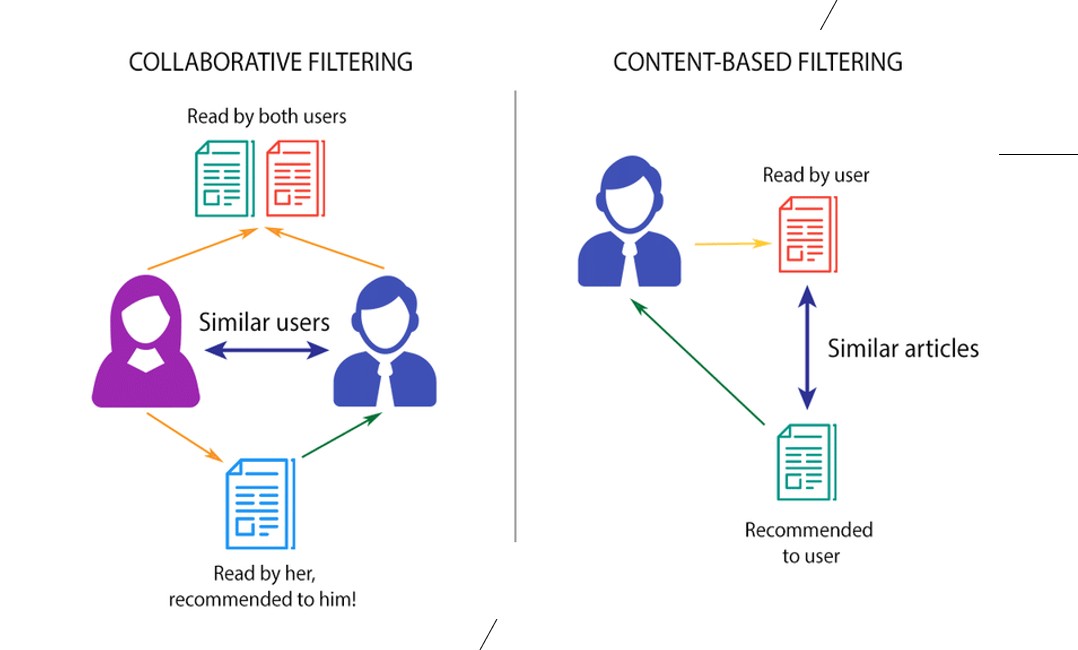 COLLABORATIVE FILTERING
Read by both users
Similar users
Read by her,
recommended to him!
CONTENT-BASED FILTERING
Read by user
Similar articles
Recommended
to user